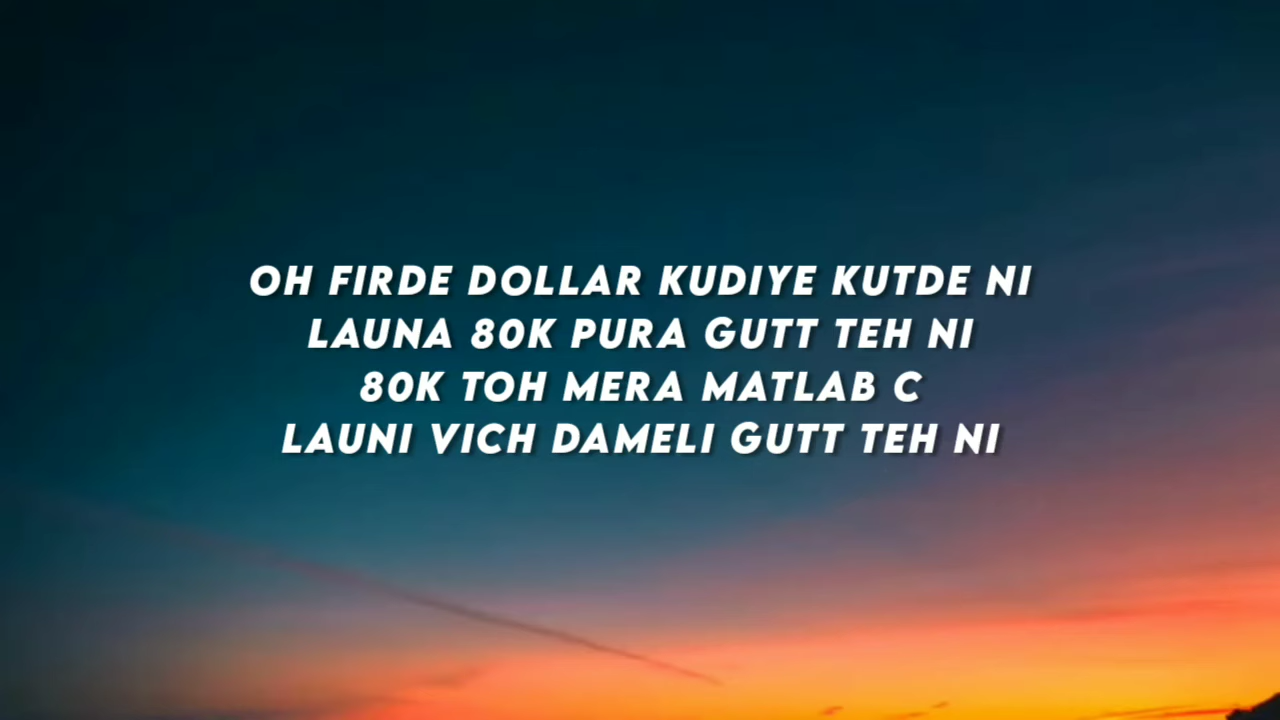 OH FIRDE DOLLAR KUDIYE KUTDE NI
LAUNA 80K PURA GUTT TEH NI
80K TOH MERA MATLAB C
LAUNI VICH DAMELI GUTT TEH NI